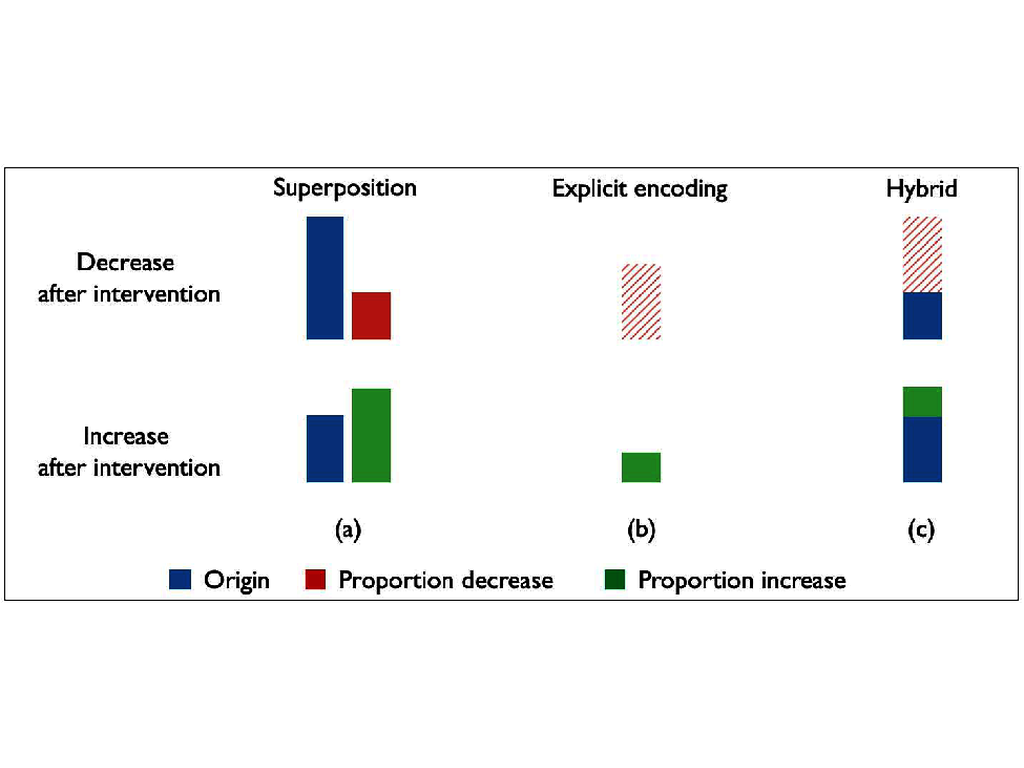 Superposition
Explicit encoding
Hybrid
Decrease
after intervention
Increase
after intervention
(a)
(b)
(c)
Origin
Proportion decrease
Proportion increase